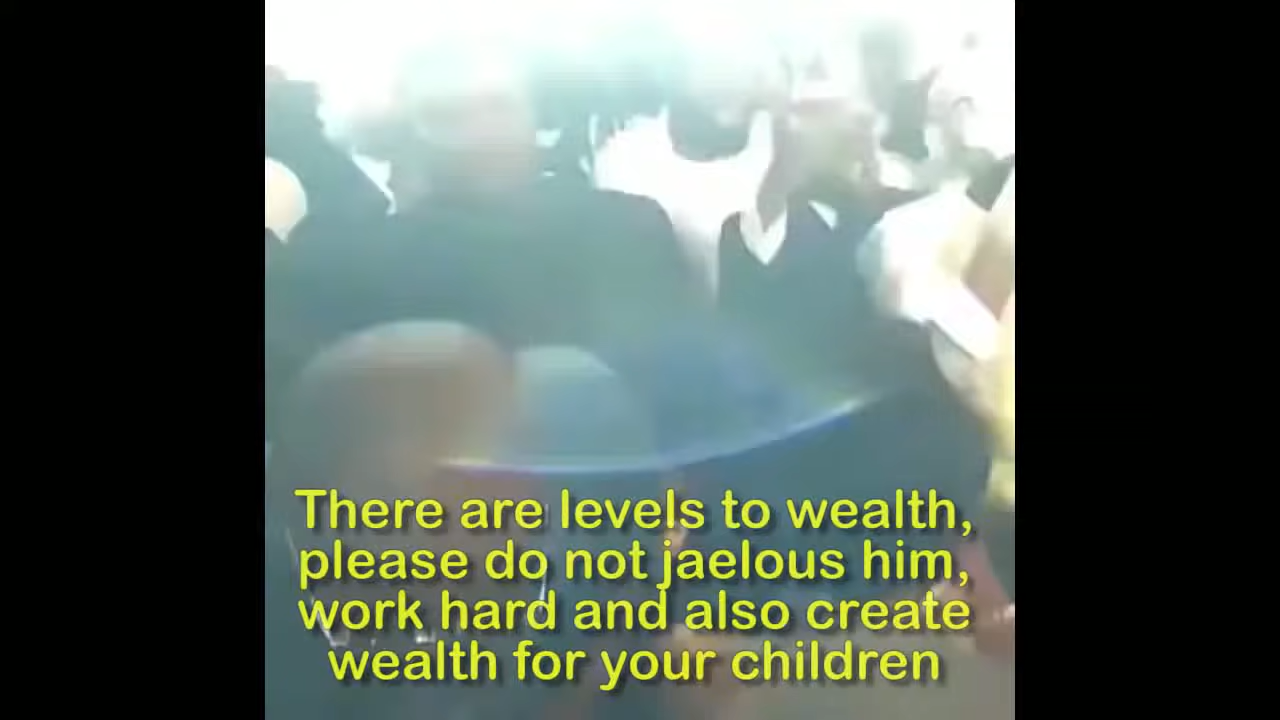 There are levels to wealth,
please do not jaelous him,
work hard and also create
wealth for your children